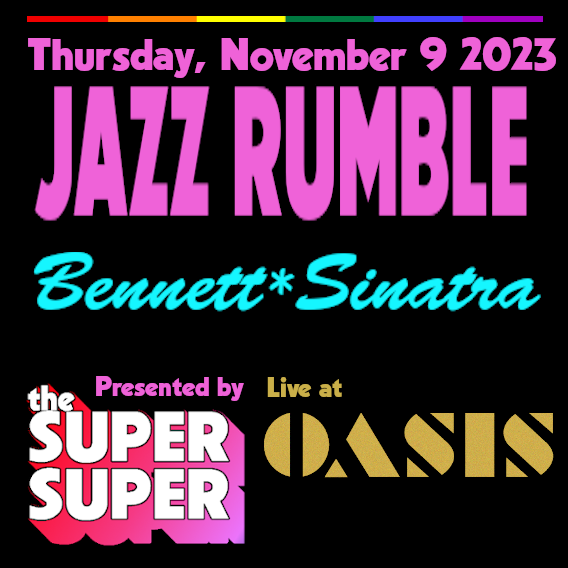 Thursday, November 9 2023
JAZZ RUMBLE
Bennett*Sinatra
Presented by
the
SUPER
SUPER
Live at
OASIS